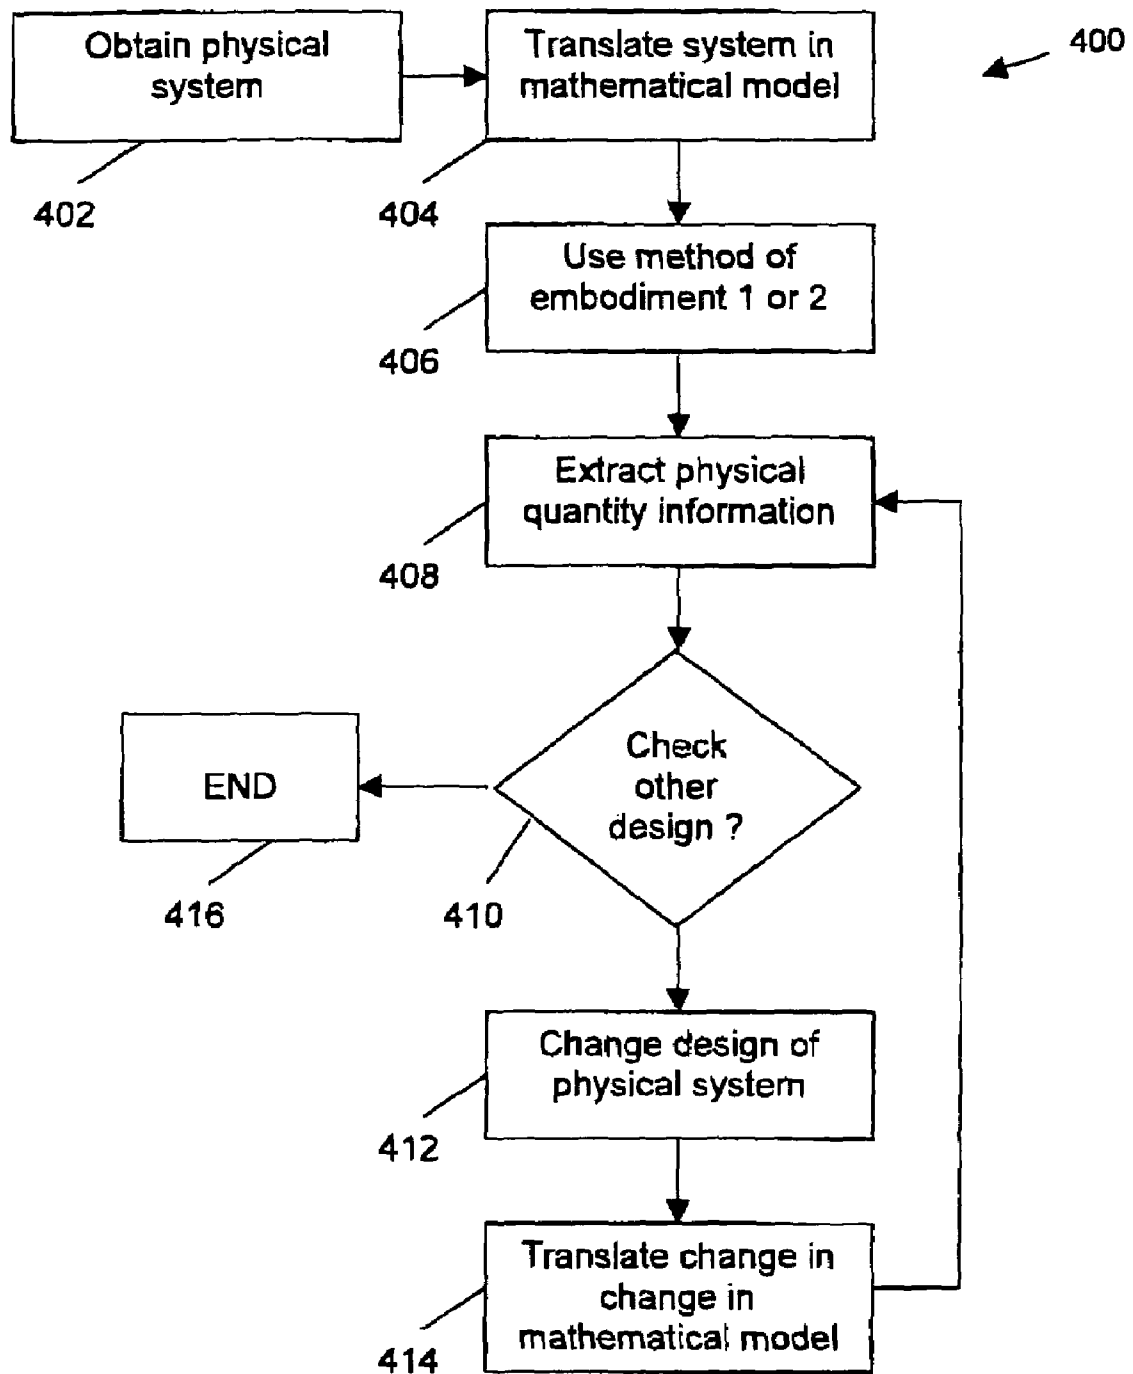 Obtain physical
system
402
Translate system in
mathematical model
404
400
Use method of
embodiment 1 or 2
406
Extract physical
quantity information
408
Check
other
design ?
410
END
416
Change design of
physical system
412
Translate change in
change in
mathematical model
414